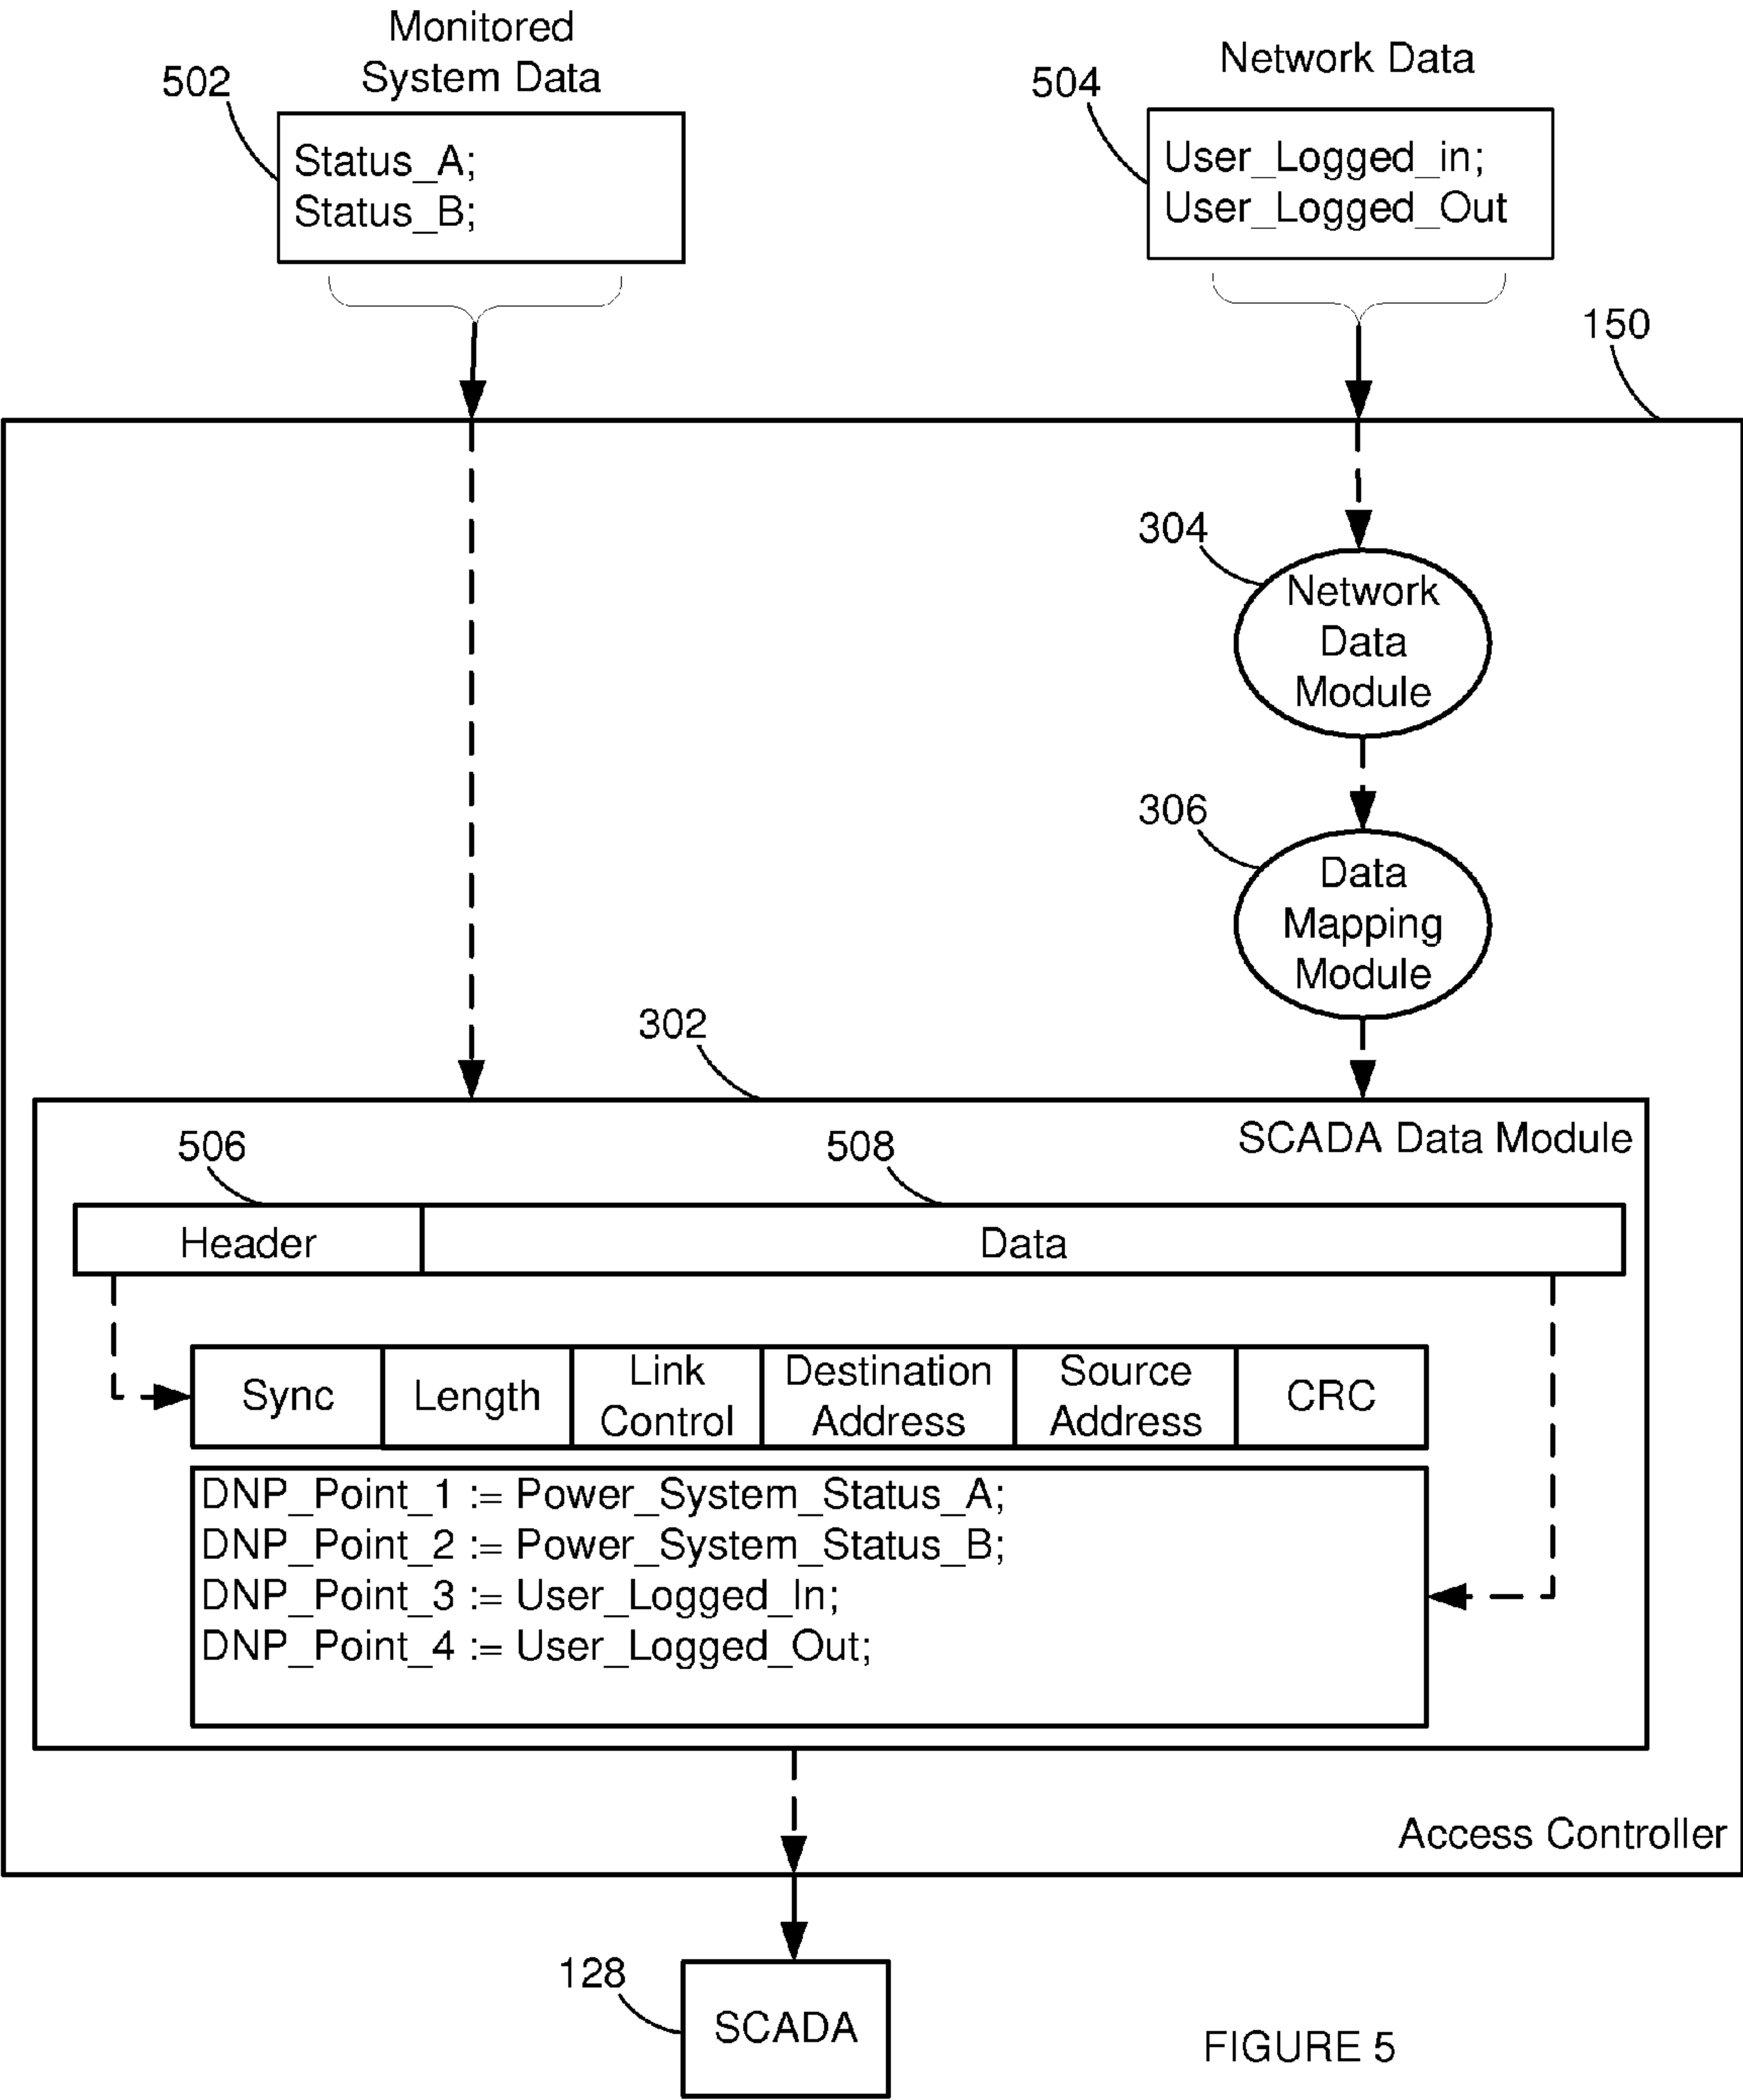 Monitored
System Data
502
Status_A;
Status_B;
Network Data
504
User_Logged_in;
User_Logged_Out
150
304
Network
Data
Module
306
Data
Mapping
Module
302
SCADA Data Module
506
508
Header
Data
Sync
Length
Link
Control
Destination
Address
Source
Address
CRC
DNP_Point_1 := Power_System_Status_A;
DNP_Point_2 := Power_System_Status_B;
DNP_Point_3 := User_Logged_In;
DNP_Point_4 := User_Logged_Out;
Access Controller
128
SCADA
FIGURE 5